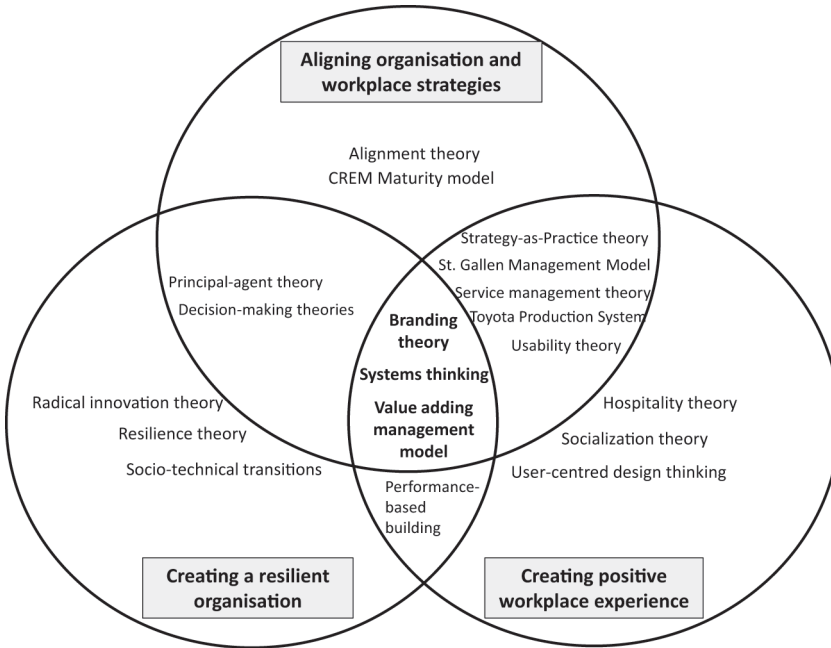 Aligning organisation and
workplace strategies
Alignment theory
CREM Maturity model
Strategy-as-Practice theory
St. Gallen Management Model
Service management theory
Toyota Production System
Usability theory
Principal-agent theory
Decision-making theories
Branding
theory
Systems thinking
Value adding
management
model
Radical innovation theory
Resilience theory
Socio-technical transitions
Hospitality theory
Socialization theory
User-centred design thinking
Performance-
based
building
Creating a resilient
organisation
Creating positive
workplace experience